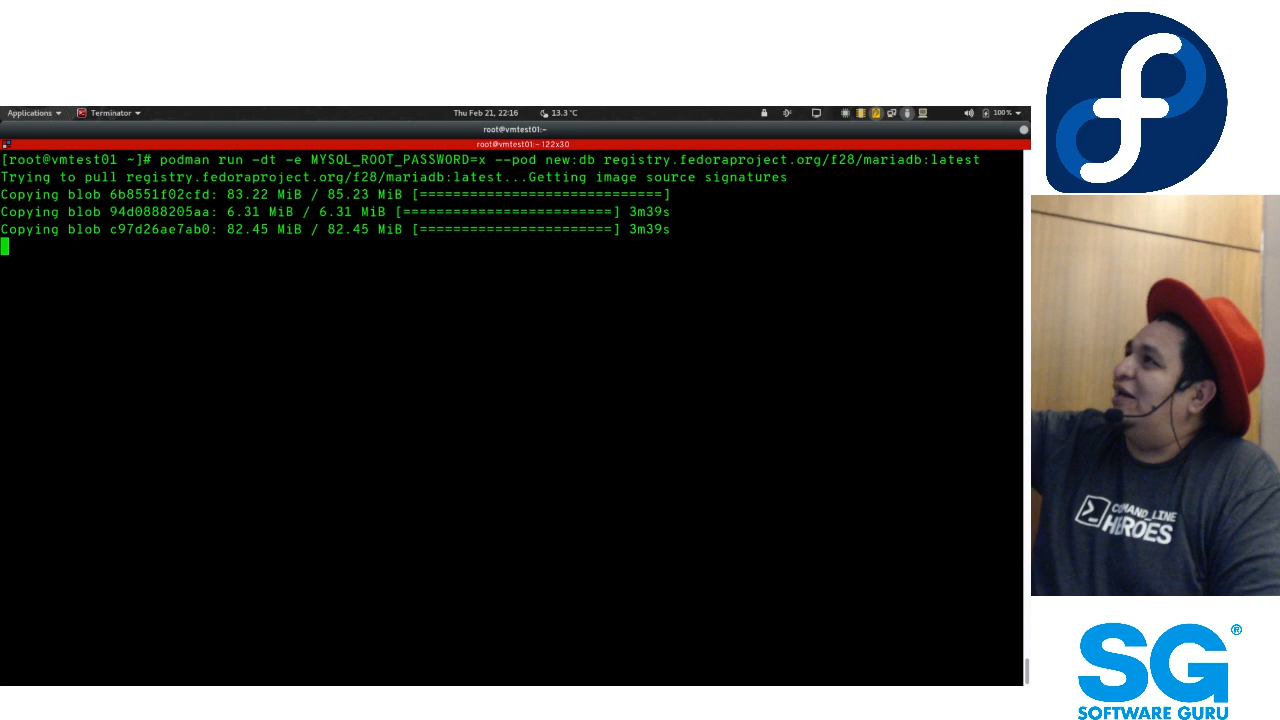 Applications
Terminator
Thu Feb 21, 22:16
13.3°C
100%
root@vmtest01:~
root@vmtest01:~ 122x30
[root@vmtest01 ~]# podman run -dt -e MYSQL_ROOT_PASSWORD=x --pod new:db registry.fedoraproject.org/f28/mariadb:latest
Trying to pull registry.fedoraproject.org/f28/mariadb:latest...Getting image source signatures
Copying blob 6b8551f02cfd: 83.22 MiB / 85.23 MiB [=============================]
Copying blob 94d0888205aa: 6.31 MiB / 6.31 MiB [=======================] 3m39s
Copying blob c97d26ae7ab0: 82.45 MiB / 82.45 MiB [=======================] 3m39s
COMMAND_LINE
HEROES
SG®
SOFTWARE GURU